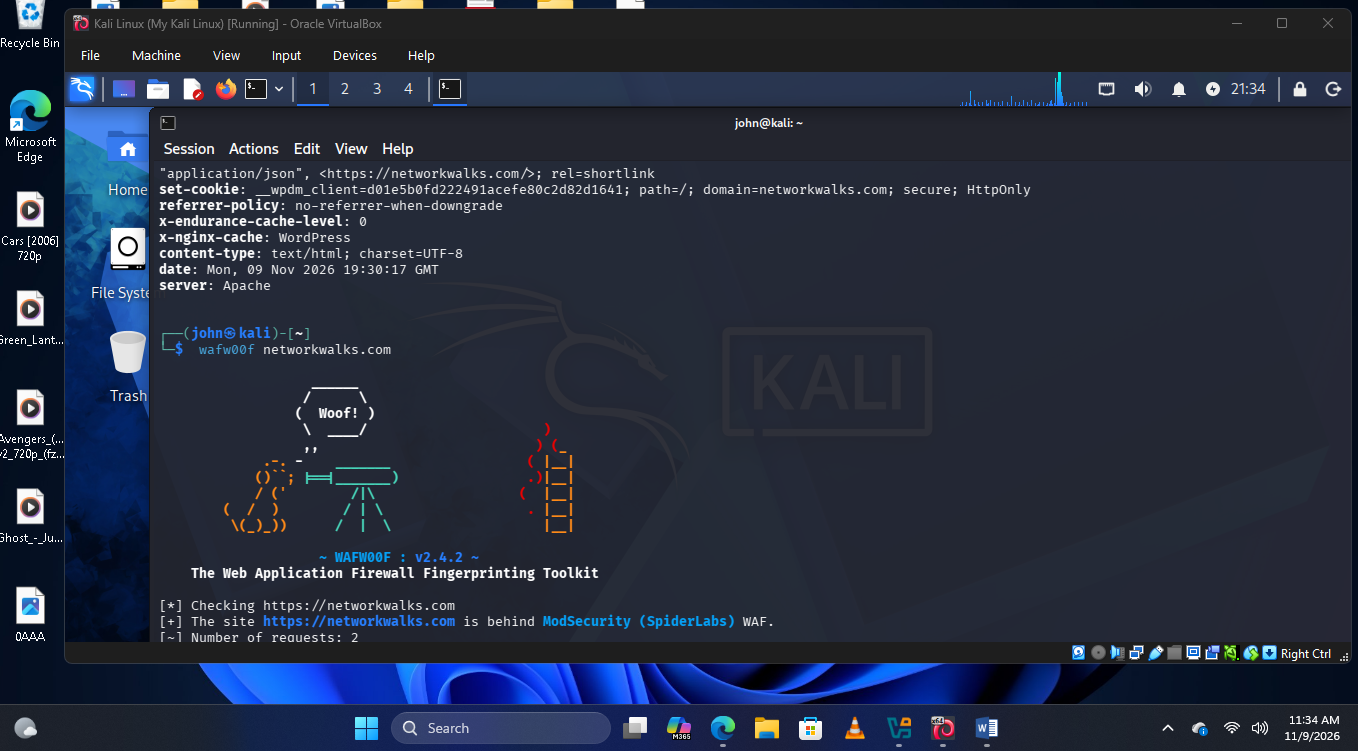 Recycle Bin
Microsoft
Edge
Cars [2006]
720p
Green_Lant...
Avengers_(...
v2_720p_(fz...
Ghost_-_Ju...
0AAA
Kali Linux (My Kali Linux) [Running] - Oracle VirtualBox
File Machine View Input Devices Help
1 2 3 4 21:34
Home
File Syste
Trash
john@kali: ~
Session Actions Edit View Help
"application/json", <https://networkwalks.com/>; rel=shortlink
set-cookie: __wpdm_client=d01e5b0fd222491acefe80c2d82d1641; path=/; domain=networkwalks.com; secure; HttpOnly
referrer-policy: no-referrer-when-downgrade
x-endurance-cache-level: 0
x-nginx-cache: WordPress
content-type: text/html; charset=UTF-8
date: Mon, 09 Nov 2026 19:30:17 GMT
server: Apache
┌──(john㉿kali)-[~]
└─$ wafw00f networkwalks.com
Woof!
KALI
~ WAFW00F : v2.4.2 ~
The Web Application Firewall Fingerprinting Toolkit
[*] Checking https://networkwalks.com
[+] The site https://networkwalks.com is behind ModSecurity (SpiderLabs) WAF.
[~] Number of requests: 2
Right Ctrl
Search
M365
11:34 AM
11/9/2026